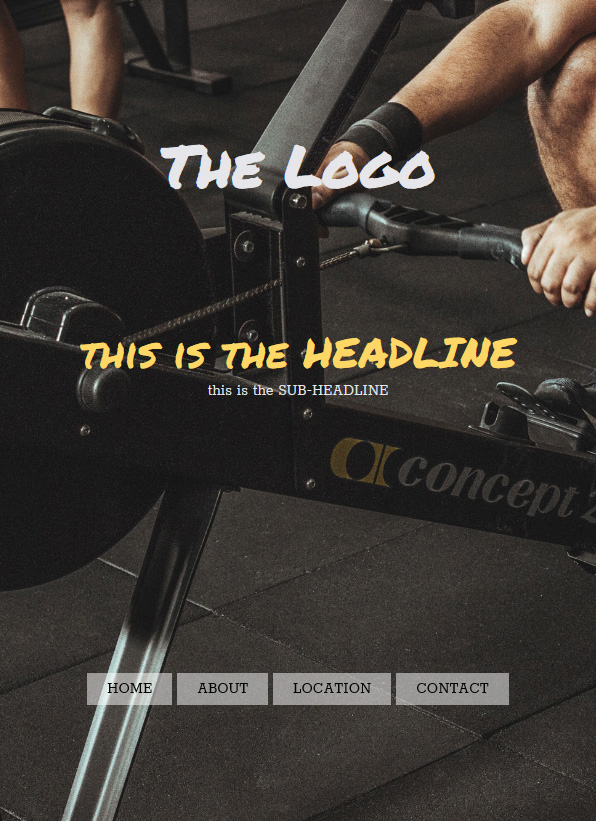 The Logo
THIS IS THE HEADLINE
this is the SUB-HEADLINE
concept 2
HOME ABOUT LOCATION CONTACT